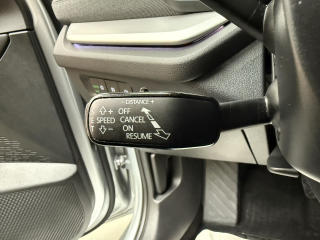 - DISTANCE +
+ OFF
E SPEED CANCEL
T - ON
RESUME